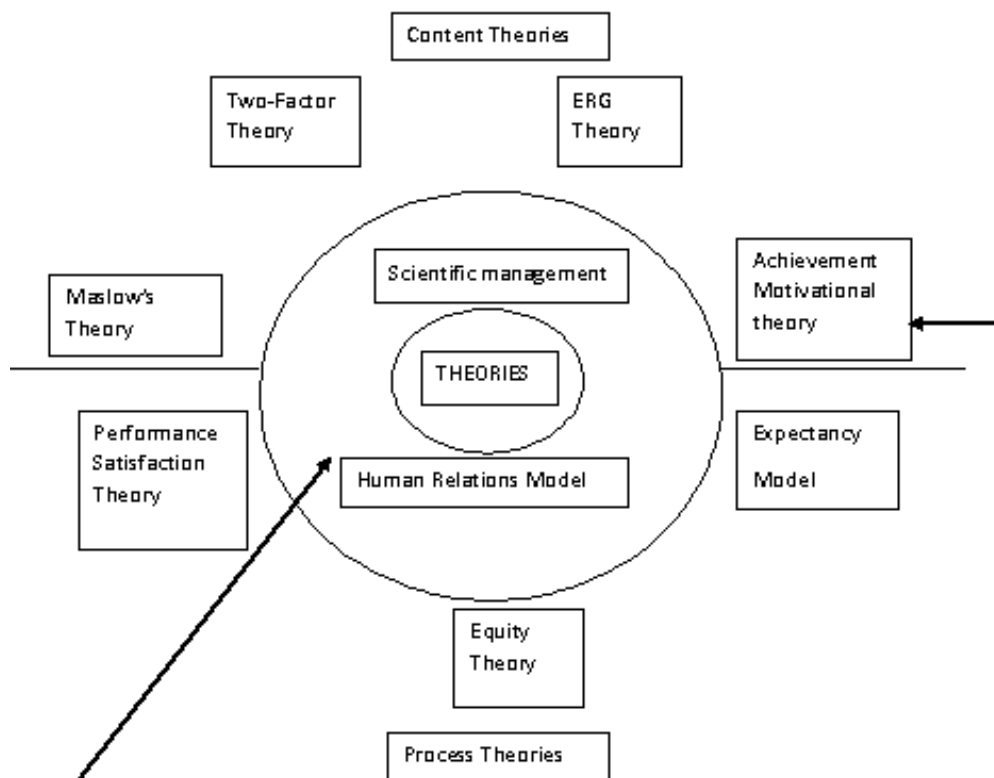 Content Theories
Two-Factor
Theory
ERG
Theory
Scientific management
Achievement
Motivational
theory
Maslow's
Theory
THEORIES
Performance
Satisfaction
Theory
Human Relations Model
Expectancy
Model
Equity
Theory
Process Theories